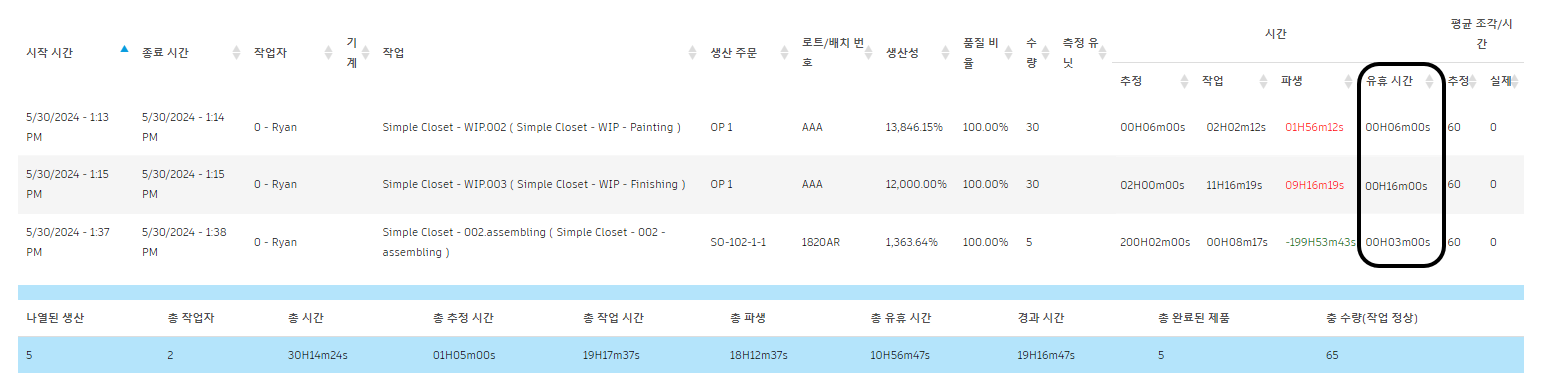 시간
평균 조각/시
간
시작 시간 종료 시간 작업자 기
계 작업 생산 주문 로트/배치 번
호 생산성 품질 비
율 수
량 측정 유
닛
추정 작업 파생 유휴 시간 추정 실제
5/30/2024 - 1:13
PM 5/30/2024 - 1:14
PM 0 - Ryan Simple Closet - WIP.002 ( Simple Closet - WIP - Painting ) OP 1 AAA 13,846.15% 100.00% 30 00H06m00s 02H02m12s 01H56m12s 00H06m00s 60 0
5/30/2024 - 1:15
PM 5/30/2024 - 1:15
PM 0 - Ryan Simple Closet - WIP.003 ( Simple Closet - WIP - Finishing ) OP 1 AAA 12,000.00% 100.00% 30 02H00m00s 11H16m19s 09H16m19s 00H16m00s 60 0
5/30/2024 - 1:37
PM 5/30/2024 - 1:38
PM 0 - Ryan Simple Closet - 002.assembling ( Simple Closet - 002 -
assembling ) SO-102-1-1 1820AR 1,363.64% 100.00% 5 200H02m00s 00H08m17s -199H53m43s 00H03m00s 60 0
나열된 생산 총 작업자 총 시간 총 추정 시간 총 작업 시간 총 파생 총 유휴 시간 경과 시간 총 완료된 제품 총 수량(작업 정상)
5 2 30H14m24s 01H05m00s 19H17m37s 18H12m37s 10H56m47s 19H16m47s 5 65